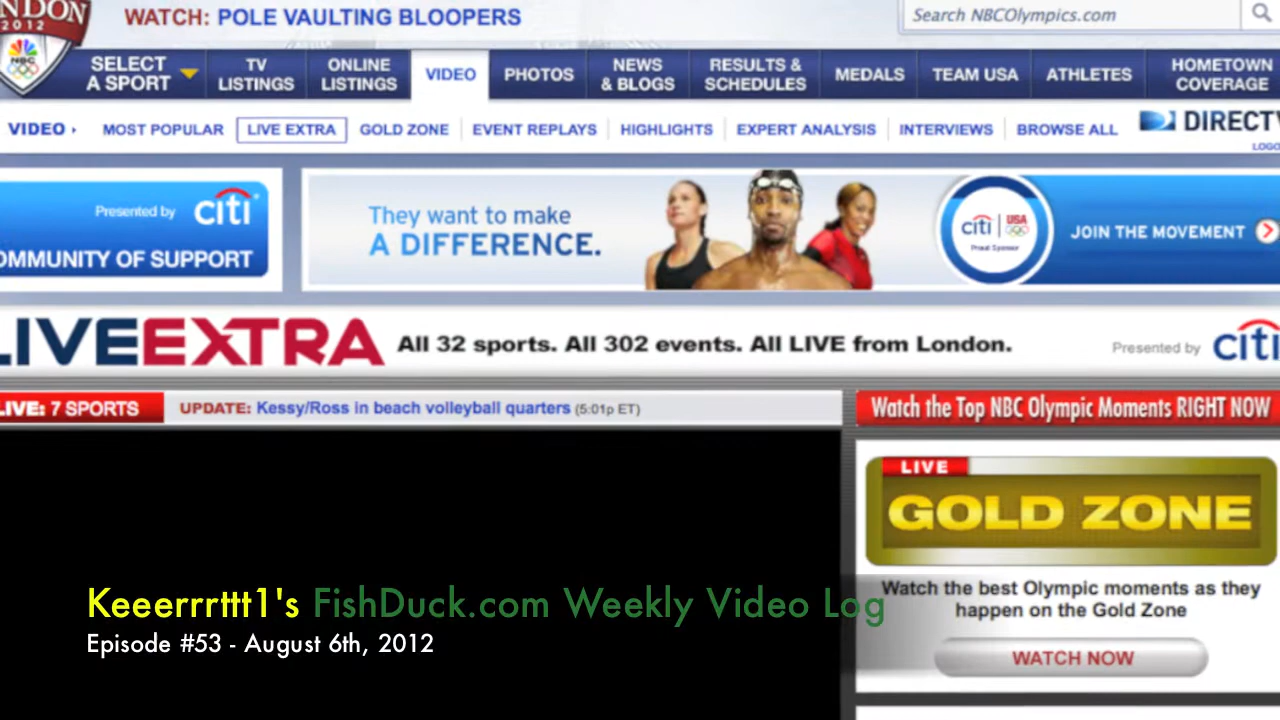 NDON
2012
NBC
WATCH: POLE VAULTING BLOOPERS
Search NBCOlympics.com
SELECT
A SPORT
TV
LISTINGS
ONLINE
LISTINGS
VIDEO
PHOTOS
NEWS
& BLOGS
RESULTS &
SCHEDULES
MEDALS
TEAM USA
ATHLETES
HOMETOWN
COVERAGE
VIDEO
MOST POPULAR
LIVE EXTRA
GOLD ZONE
EVENT REPLAYS
HIGHLIGHTS
EXPERT ANALYSIS
INTERVIEWS
BROWSE ALL
DIRECTV
LOGO
Presented by citi
OMMUNITY OF SUPPORT
They want to make
A DIFFERENCE.
citi USA
Proud Sponsor
JOIN THE MOVEMENT
LIVEEXTRA
All 32 sports. All 302 events. All LIVE from London.
Presented by citi
LIVE: 7 SPORTS
UPDATE: Kessy/Ross in beach volleyball quarters (5:01p ET)
Watch the Top NBC Olympic Moments RIGHT NOW
LIVE
GOLD ZONE
Watch the best Olympic moments as they
happen on the Gold Zone
WATCH NOW
Keeerrrttt1's FishDuck.com Weekly Video Log
Episode #53 - August 6th, 2012